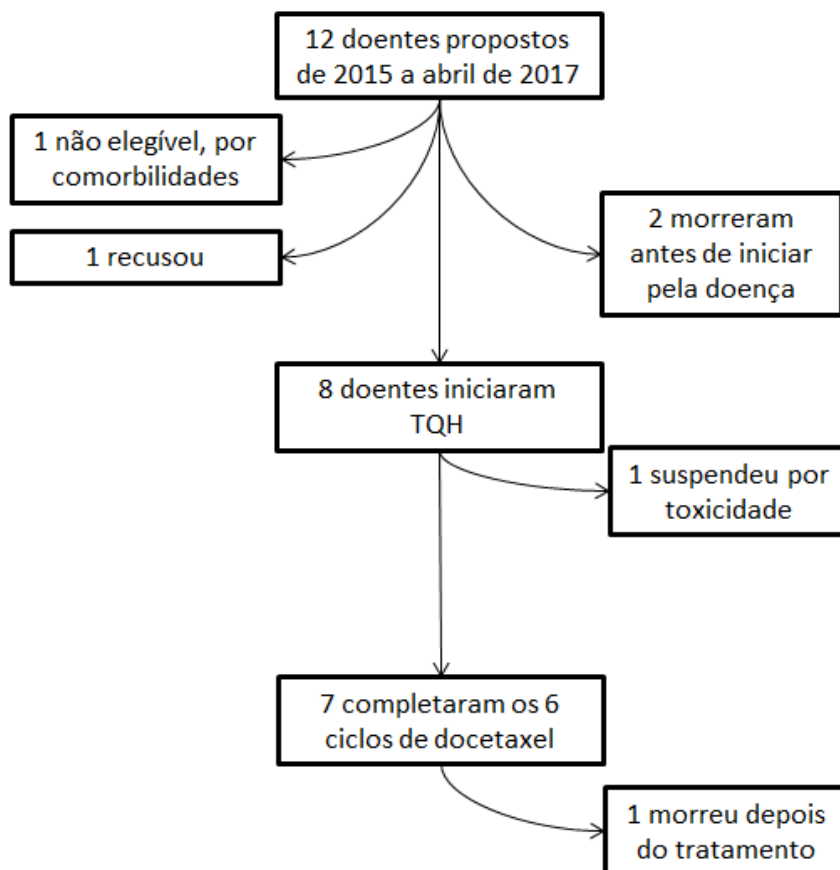 12 doentes propostos
de 2015 a abril de 2017
1 não elegível, por
comorbilidades
1 recusou
2 morreram
antes de iniciar
pela doença
8 doentes iniciaram
TQH
1 suspendeu por
toxicidade
7 completaram os 6
ciclos de docetaxel
1 morreu depois
do tratamento